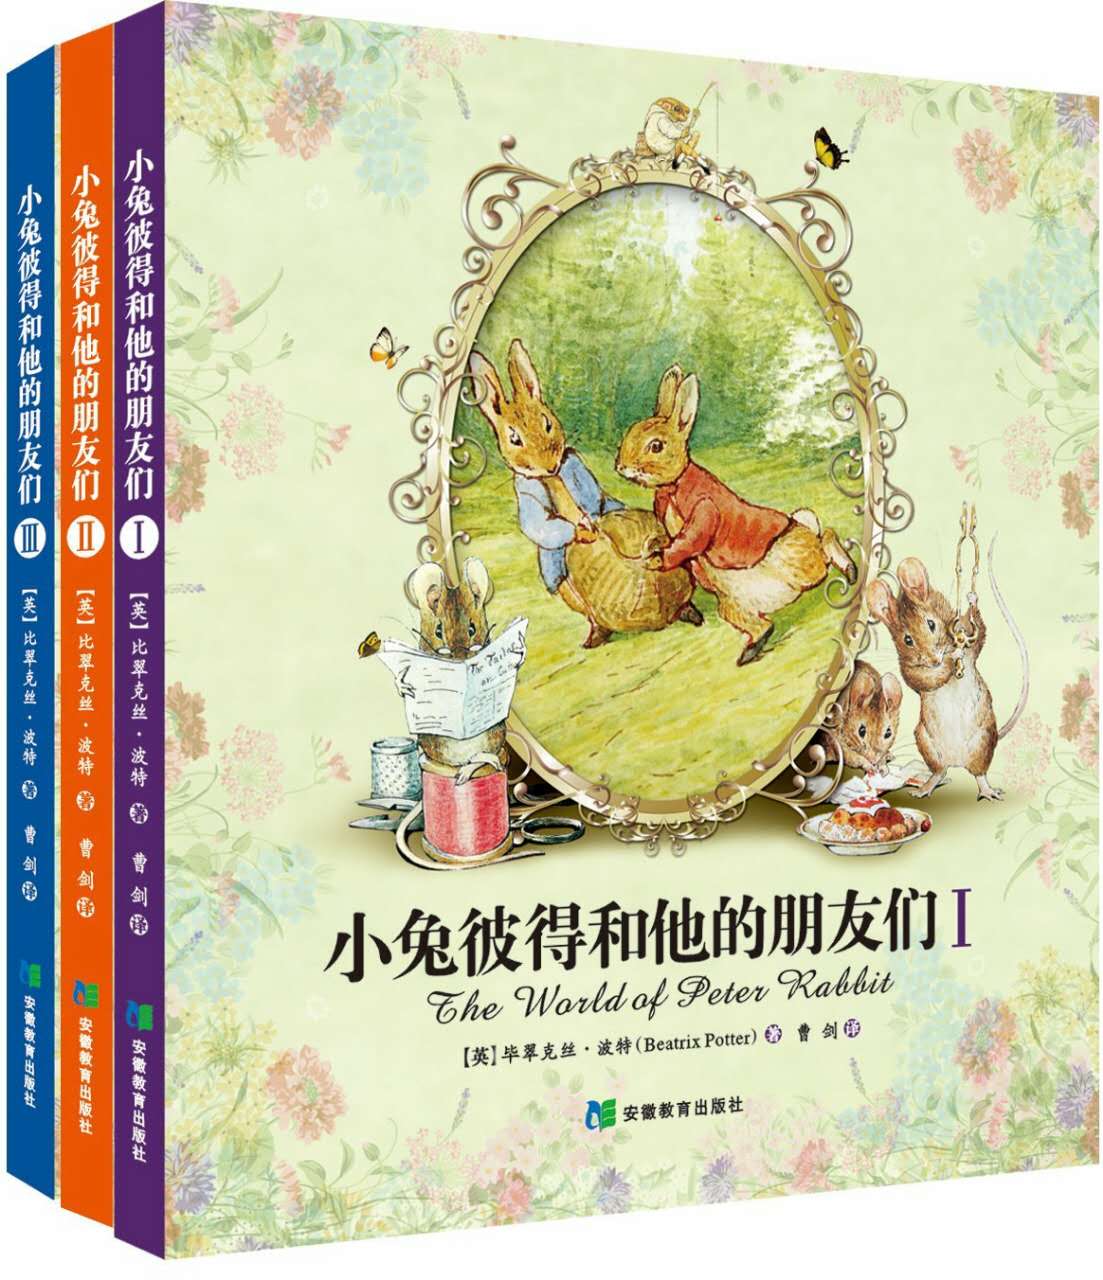 小兔彼得和他的朋友们 III
【英】比翠克丝·波特 著
曹剑 译
安徽教育出版社
小兔彼得和他的朋友们 II
【英】比翠克丝·波特 著
曹剑 译
安徽教育出版社
小兔彼得和他的朋友们 I
【英】比翠克丝·波特 著
曹剑 译
安徽教育出版社
The Tailor
小兔彼得和他的朋友们 I
The World of Peter Rabbit
【英】毕翠克丝·波特(Beatrix Potter) 著 曹剑 译
安徽教育出版社